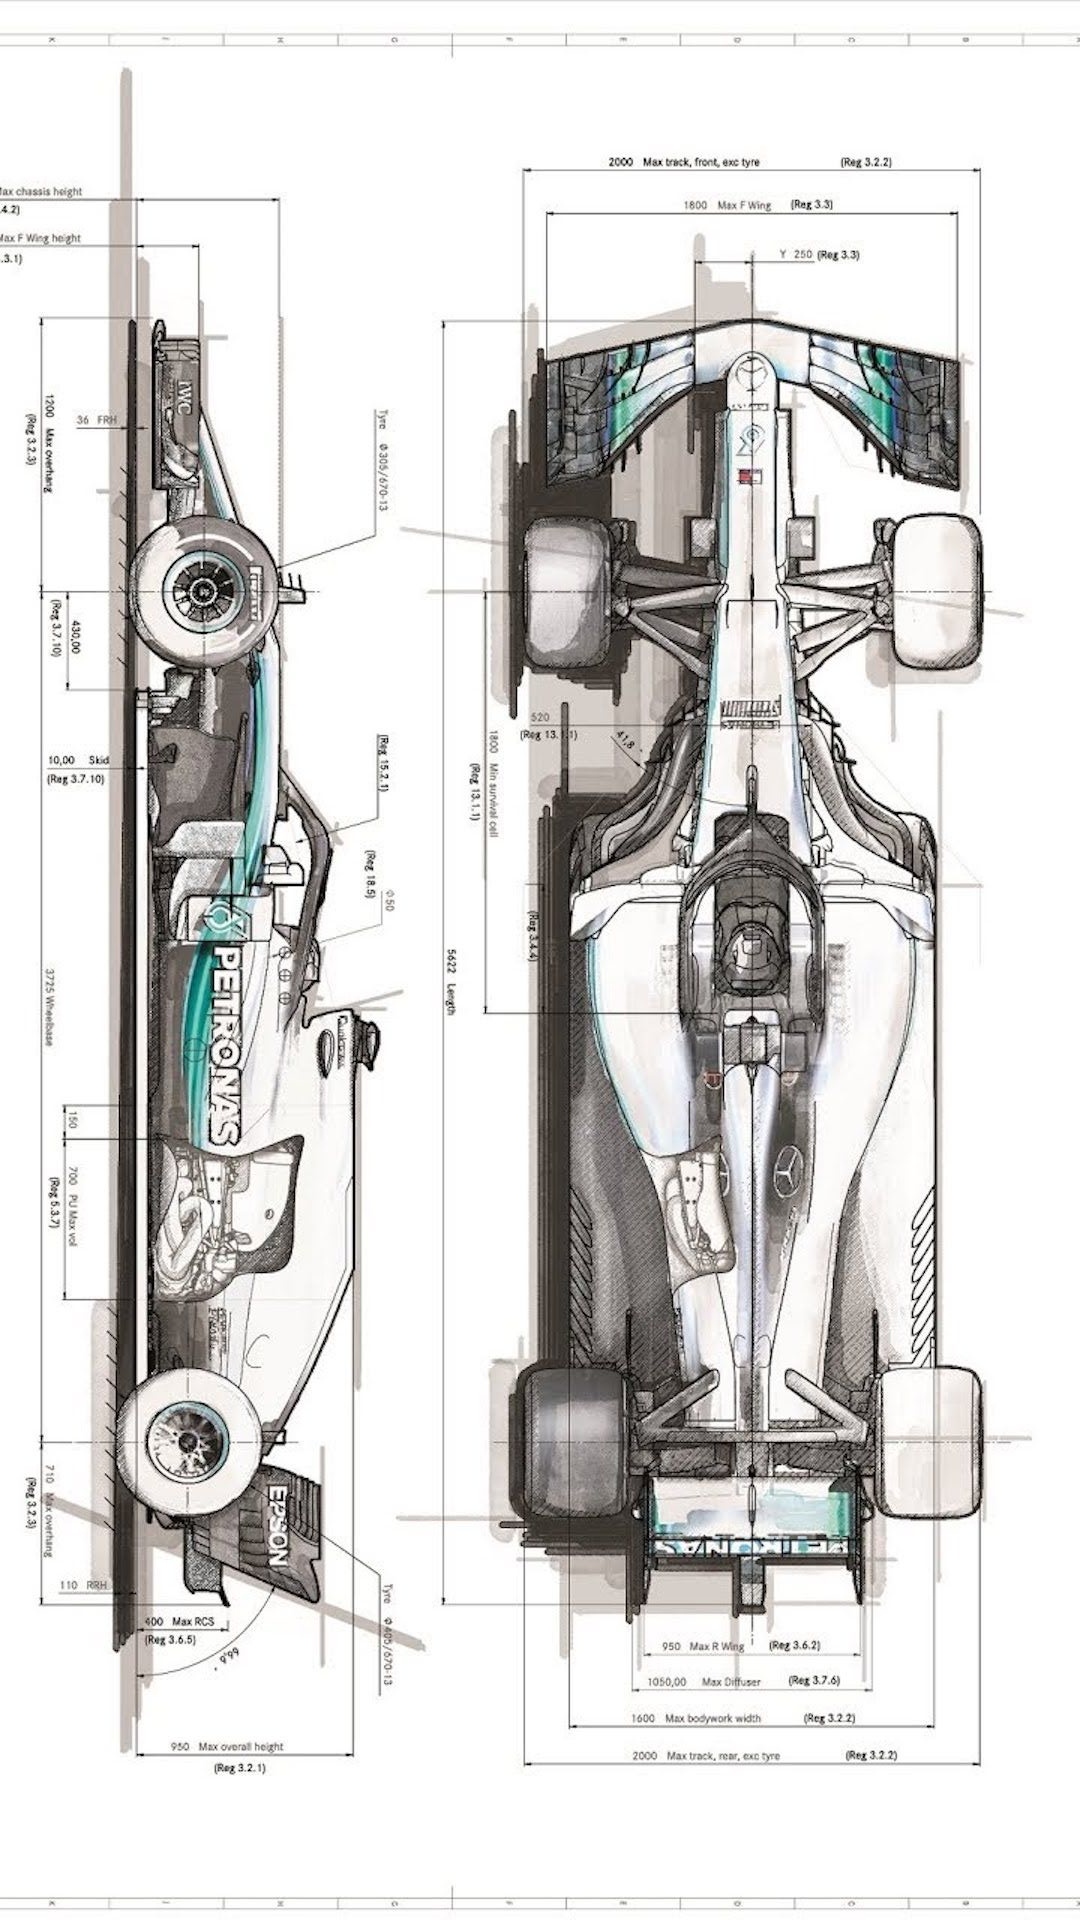 2000 Max track, front, exc tyre (Reg 3.2.2)
1800 Max F Wing (Reg 3.3)
Y 250 (Reg 3.3)
950 Max R Wing (Reg 3.6.2)
1050,00 Max Diffuser (Reg 3.7.6)
1600 Max bodywork width (Reg 3.2.2)
2000 Max track, rear, exc tyre (Reg 3.2.2)
41,8 °
520
(Reg 13.1.1)
(Reg 3.4.4)
1800 Min survival cell
(Reg 13.1.1)
5622 Length
Tyre Ø305/670-13
(Reg 15.2.1)
Ø50
(Reg 18.5)
Tyre Ø405/670-13
Qualcomm
EPSON
PETRONAS
IWC
66,6 °
400 Max RCS
(Reg 3.6.5)
950 Max overall height
(Reg 3.2.1)
36 FRH
430,00
(Reg 3.7.10)
10,00 Skid
(Reg 3.7.10)
150
700 PU Max vol
(Reg 5.3.7)
110 RRH
1200 Max overhang
(Reg 3.2.3)
3725 Wheelbase
710 Max overhang
(Reg 3.2.3)
chassis height
.4.2)
Max F Wing height
.3.1)
B
C
D
E
F
G
H
J
K